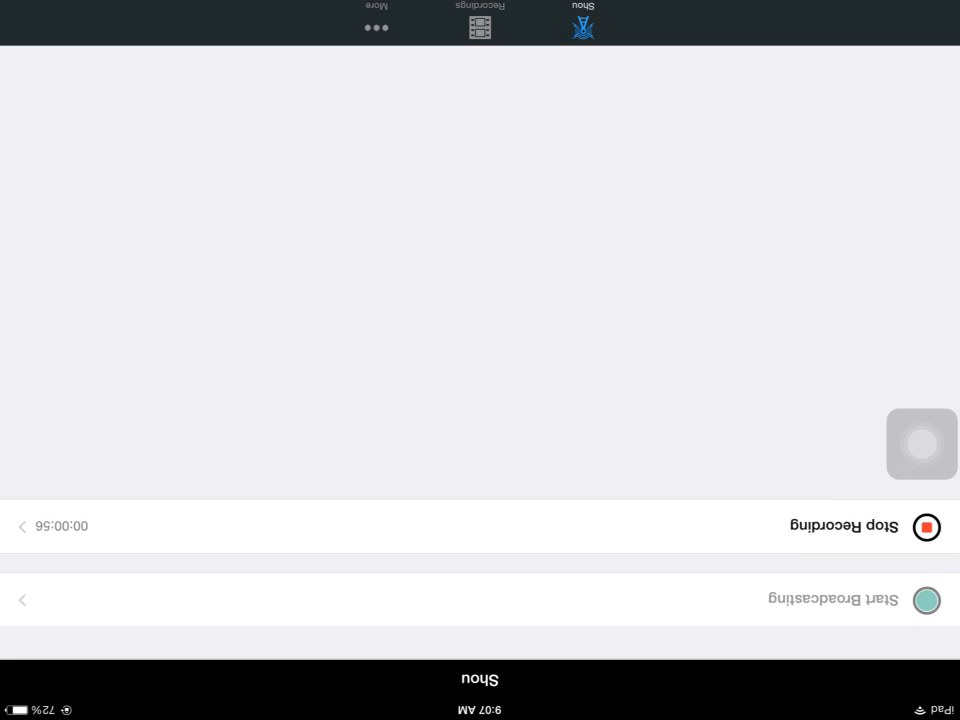 iPad 9:07 AM 72%
Shou
Start Broadcasting
Stop Recording 00:00:56
Shou Recordings More